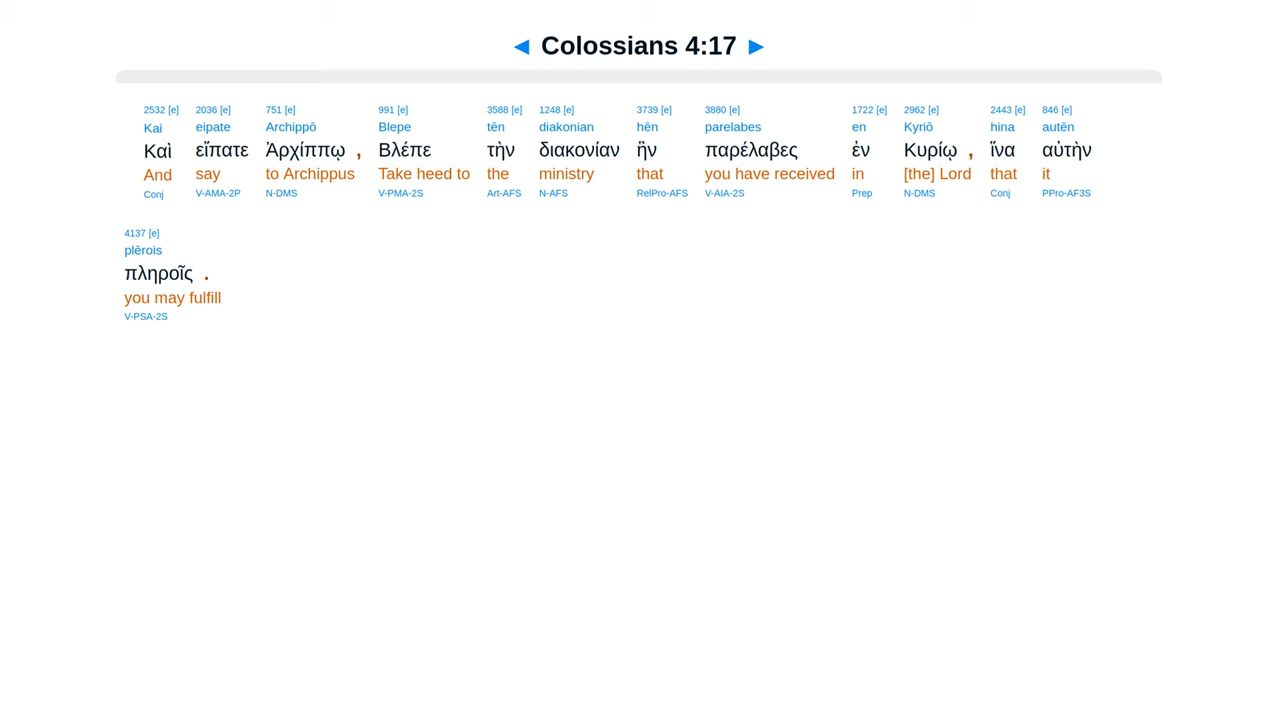 ◄ Colossians 4:17 ►
2532 [e] 2036 [e] 751 [e] 991 [e] 3588 [e] 1248 [e] 3739 [e] 3880 [e] 1722 [e] 2962 [e] 2443 [e] 846 [e]
Kai eipate Archippō Blepe tēn diakonian hēn parelabes en Kyriō hina autēn
Καὶ εἴπατε Ἀρχίππῳ , Βλέπε τὴν διακονίαν ἣν παρέλαβες ἐν Κυρίῳ , ἵνα αὐτὴν
And say to Archippus Take heed to the ministry that you have received in [the] Lord that it
Conj V-AMA-2P N-DMS V-PMA-2S Art-AFS N-AFS RelPro-AFS V-AIA-2S Prep N-DMS Conj PPro-AF3S
4137 [e]
plērois
πληροῖς .
you may fulfill
V-PSA-2S